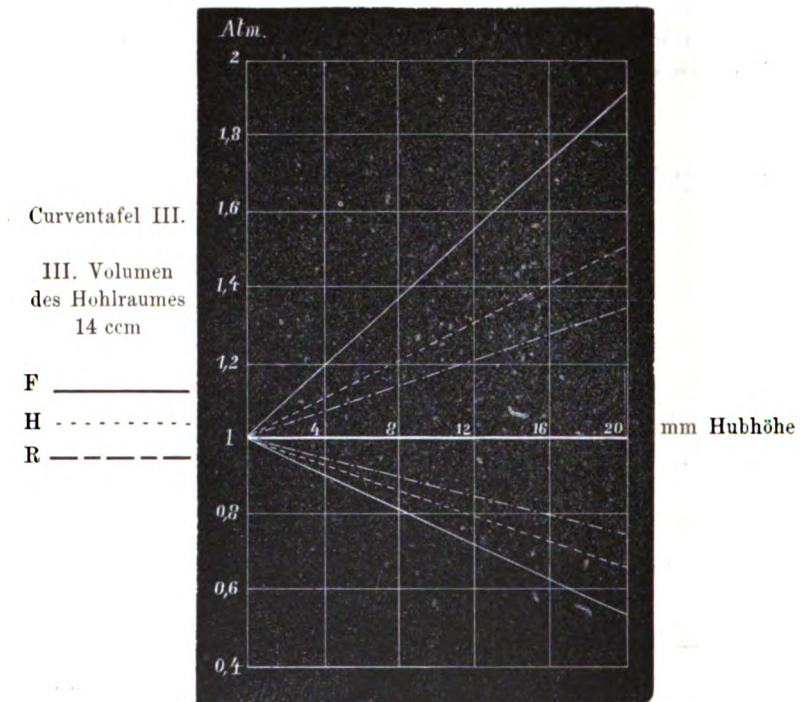 Atm.
2
1,8
1,6
1,4
1,2
1
0,8
0,6
0,4
4 8 12 16 20
mm Hubhöhe
Curventafel III.
III. Volumen
des Hohlraumes
14 ccm
F
H
R